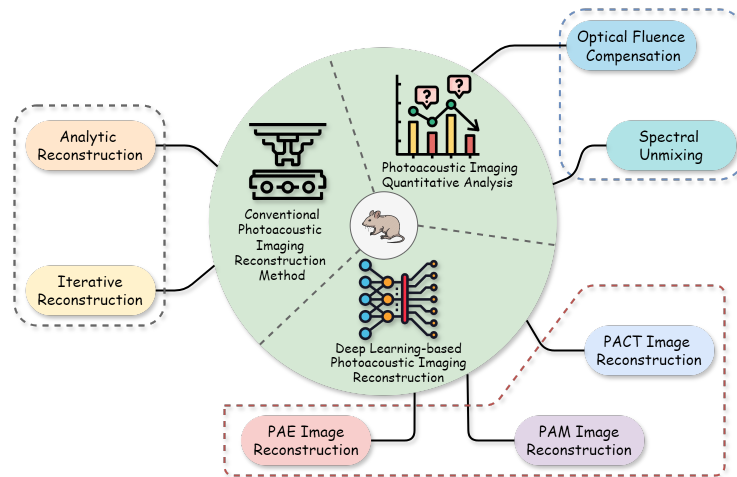 Optical Fluence
Compensation
Spectral
Unmixing
?
?
Photoacoustic Imaging
Quantitative Analysis
Analytic
Reconstruction
Iterative
Reconstruction
Conventional
Photoacoustic
Imaging
Reconstruction
Method
Deep Learning-based
Photoacoustic Imaging
Reconstruction
PACT Image
Reconstruction
PAE Image
Reconstruction
PAM Image
Reconstruction